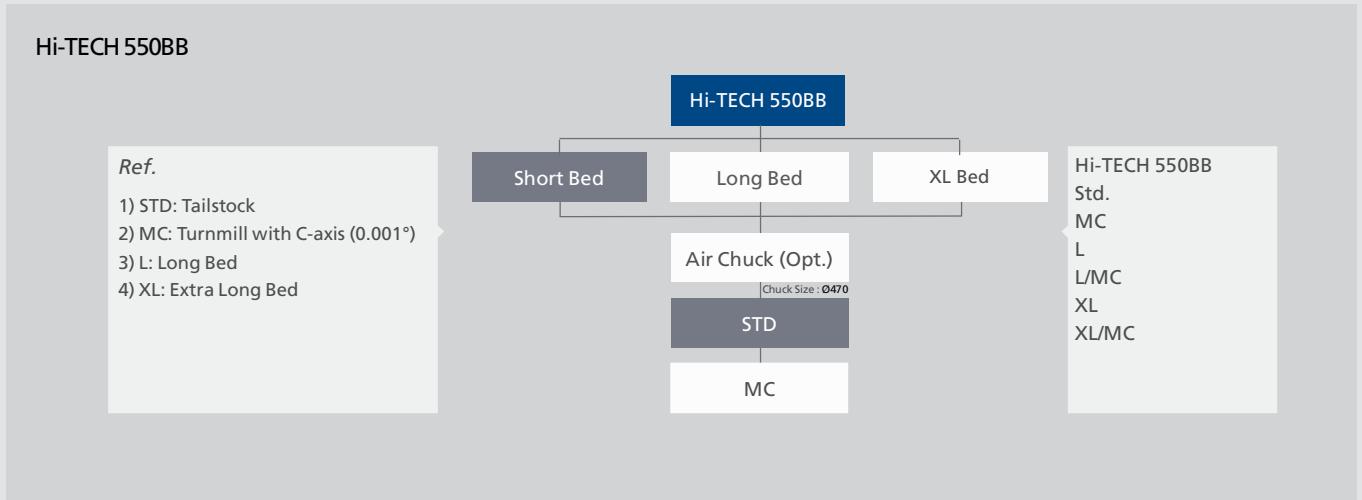 Hi-TECH 550BB
Hi-TECH 550BB
Ref.
1) STD: Tailstock
2) MC: Turnmill with C-axis (0.001°)
3) L: Long Bed
4) XL: Extra Long Bed
Short Bed
Long Bed
XL Bed
Air Chuck (Opt.)
Chuck Size : Ø470
STD
MC
Hi-TECH 550BB
Std.
MC
L
L/MC
XL
XL/MC